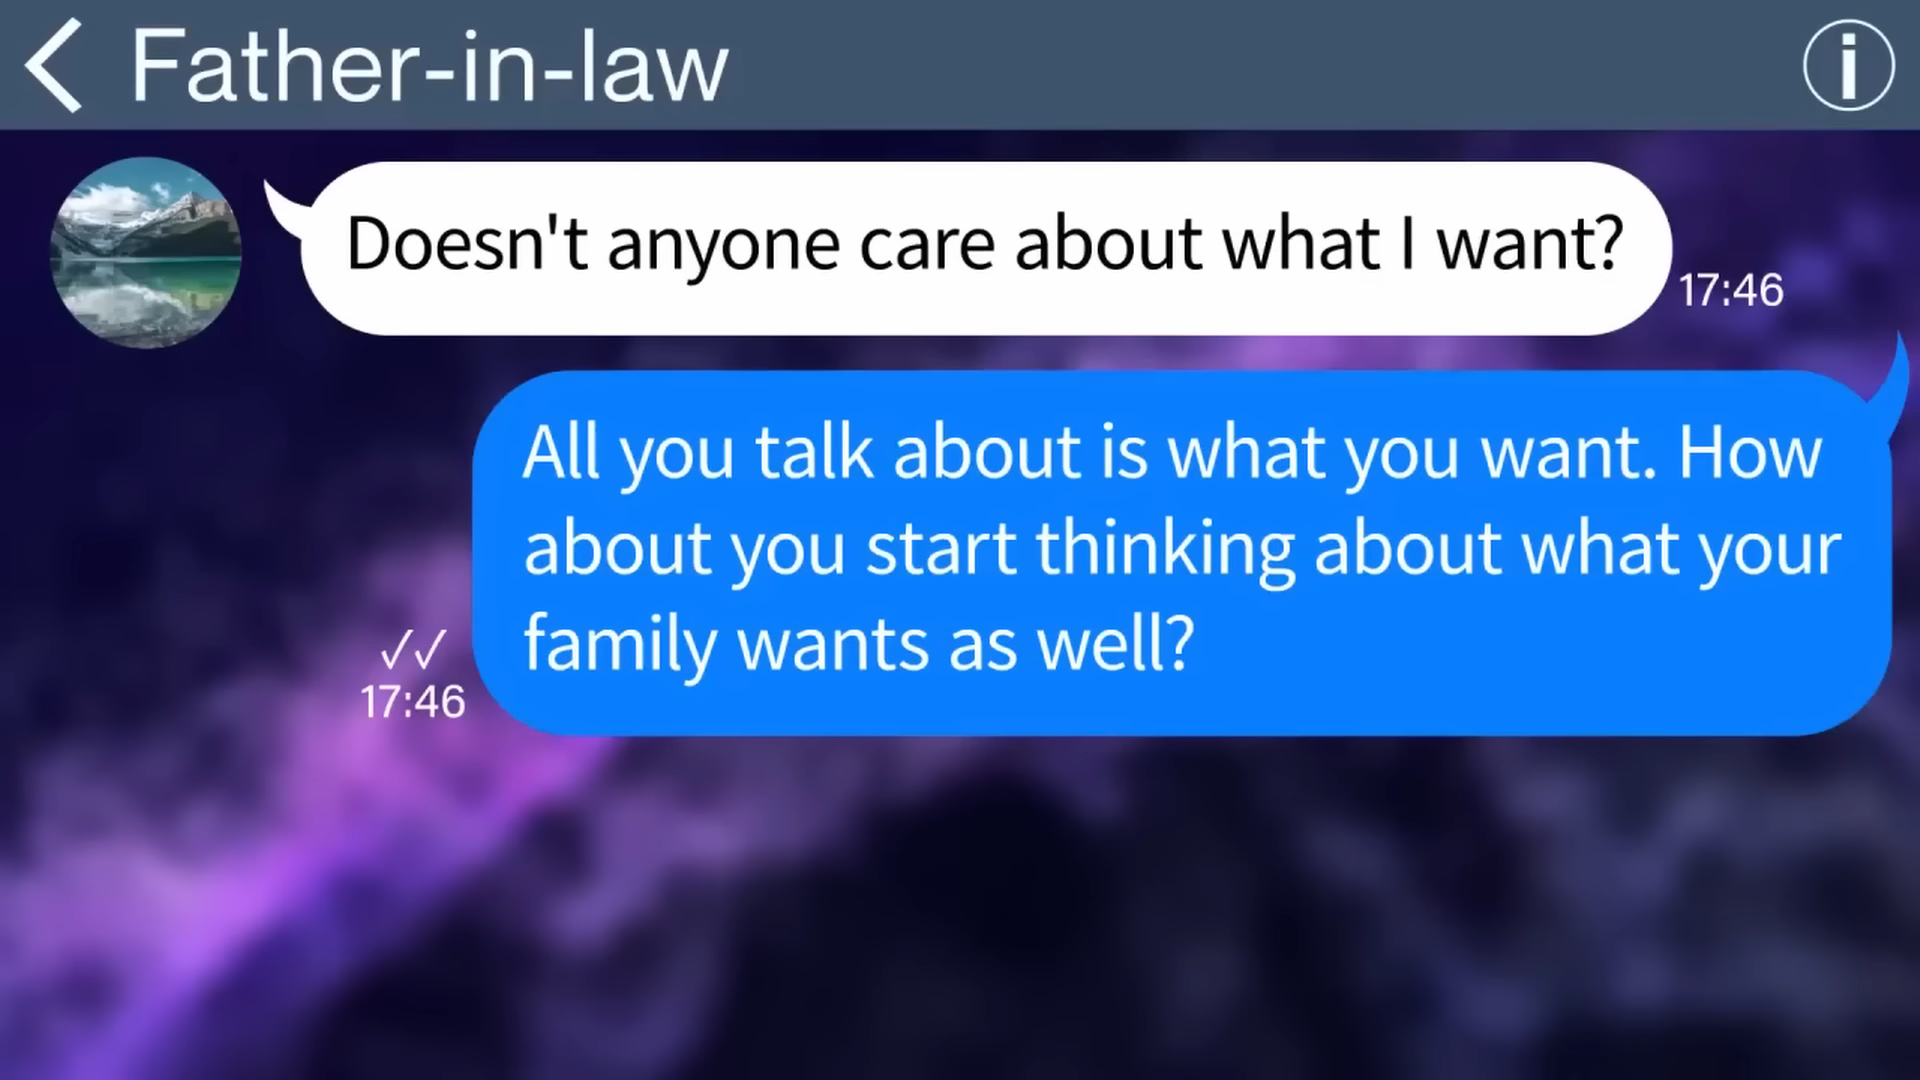 Father-in-law
Doesn't anyone care about what I want?
17:46
All you talk about is what you want. How
about you start thinking about what your
family wants as well?
17:46